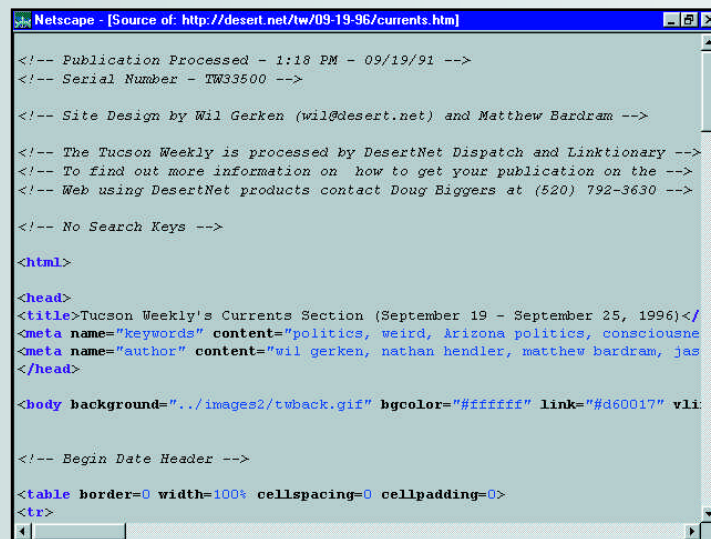 Netscape - [Source of: http://desert.net/tw/09-19-96/currents.htm]
<!-- Publication Processed - 1:18 PM - 09/19/91 -->
<!-- Serial Number - TW33500 -->
<!-- Site Design by Wil Gerken (wil@desert.net) and Matthew Bardram -->
<!-- The Tucson Weekly is processed by DesertNet Dispatch and Linktionary -->
<!-- To find out more information on  how to get your publication on the -->
<!-- Web using DesertNet products contact Doug Biggers at (520) 792-3630 -->
<!-- No Search Keys -->
<html>
<head>
<title>Tucson Weekly's Currents Section (September 19 - September 25, 1996)</
<meta name="keywords" content="politics, weird, Arizona politics, consciousne
<meta name="author" content="wil gerken, nathan hendler, matthew bardram, jas
</head>
<body background="../images2/twback.gif" bgcolor="#ffffff" link="#d60017" vli
<!-- Begin Date Header -->
<table border=0 width=100% cellspacing=0 cellpadding=0>
<tr>